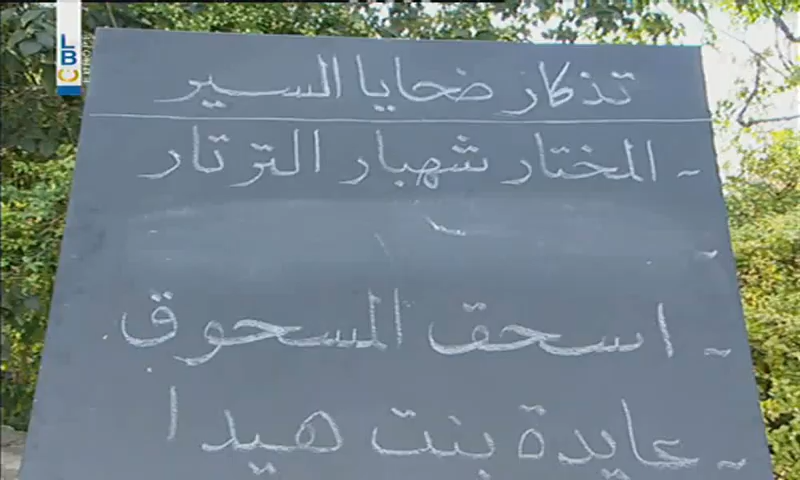 LBC
تذكار ضحايا السير
- المختار شهبار الترتار
-
- اسحق المسحوق
- عايدة بنت هيدا